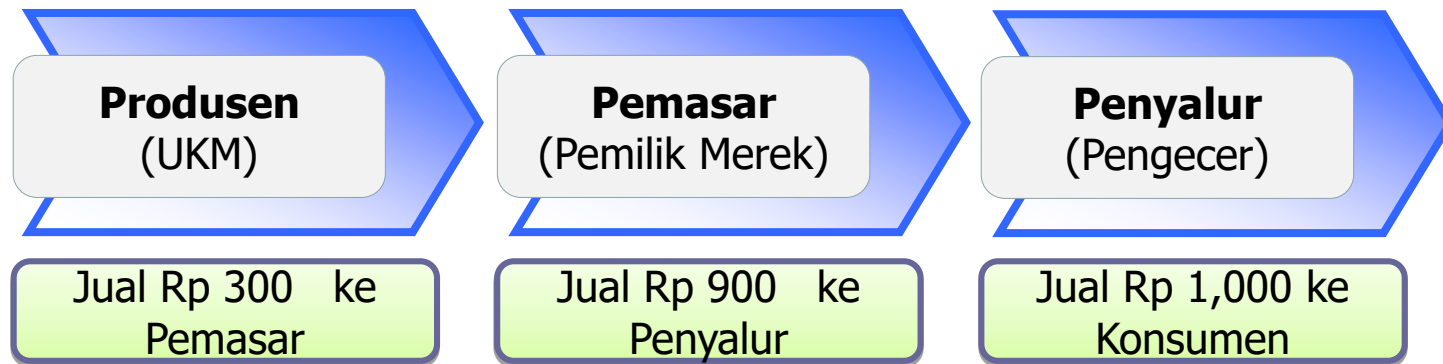 Produsen
(UKM)
Pemasar
(Pemilik Merek)
Penyalur
(Pengecer)
Jual Rp 300 ke
Pemasar
Jual Rp 900 ke
Penyalur
Jual Rp 1,000 ke
Konsumen